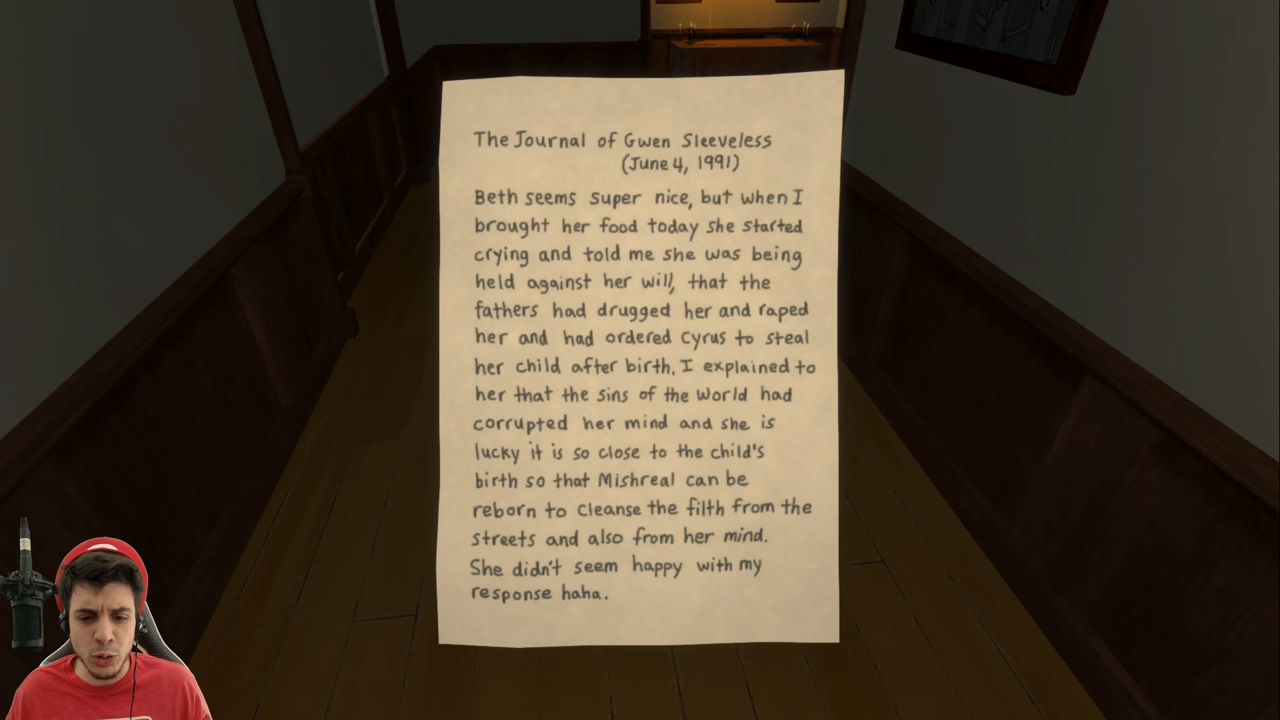 The Journal of Gwen Sleeveless
(June 4, 1991)
Beth seems super nice, but when I
brought her food today she started
crying and told me she was being
held against her will, that the
fathers had drugged her and raped
her and had ordered Cyrus to steal
her child after birth. I explained to
her that the sins of the world had
corrupted her mind and she is
lucky it is so close to the child's
birth so that Mishreal can be
reborn to cleanse the filth from the
streets and also from her mind.
She didn't seem happy with my
response haha.